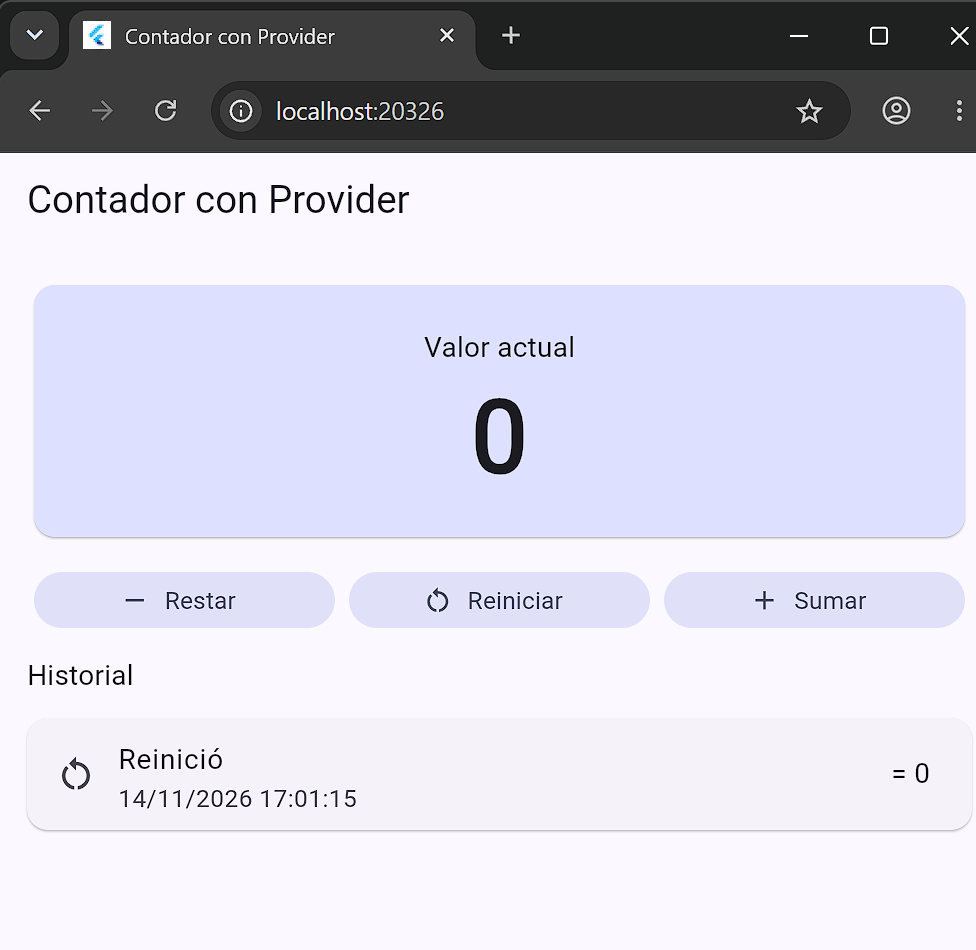 Contador con Provider
localhost:20326
Contador con Provider
Valor actual
0
Restar
Reiniciar
Sumar
Historial
Reinició
14/11/2026 17:01:15
= 0